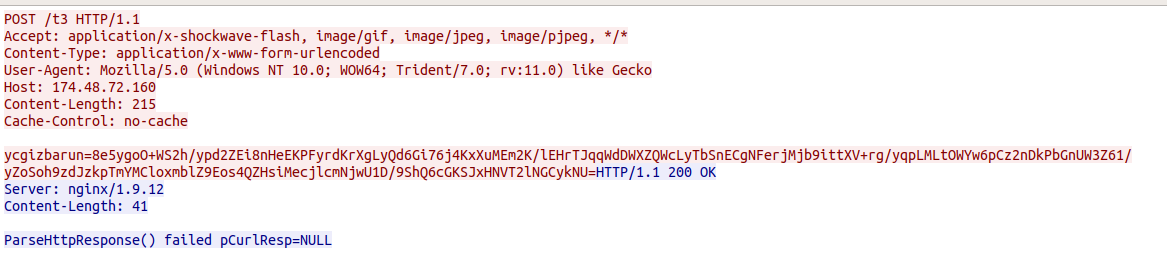 POST /t3 HTTP/1.1
Accept: application/x-shockwave-flash, image/gif, image/jpeg, image/pjpeg, */*
Content-Type: application/x-www-form-urlencoded
User-Agent: Mozilla/5.0 (Windows NT 10.0; WOW64; Trident/7.0; rv:11.0) like Gecko
Host: 174.48.72.160
Content-Length: 215
Cache-Control: no-cache
ycgizbarun=8e5ygoO+WS2h/ypd2ZEi8nHeEKPFyrdKrXgLyQd6Gi76j4KxXuMEm2K/lEHrTJqqWdDWXZQWcLyTbSnECgNFerjMjb9ittXV+rg/yqpLMLtOWYw6pCz2nDkPbGnUW3Z61/
yZoSoh9zdJzkpTmYMCloxmblZ9Eos4QZHsiMecjlcmNjwU1D/9ShQ6cGKSJxHNVT2lNGCykNU=HTTP/1.1 200 OK
Server: nginx/1.9.12
Content-Length: 41
ParseHttpResponse() failed pCurlResp=NULL